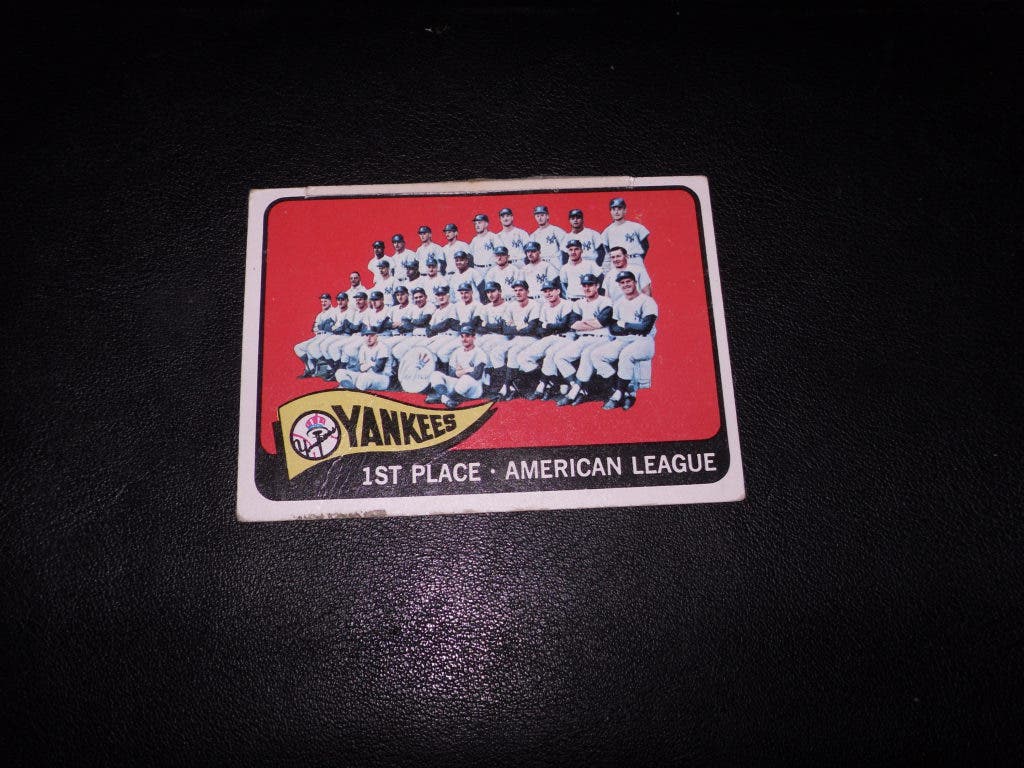 YANKEES
1ST PLACE · AMERICAN LEAGUE